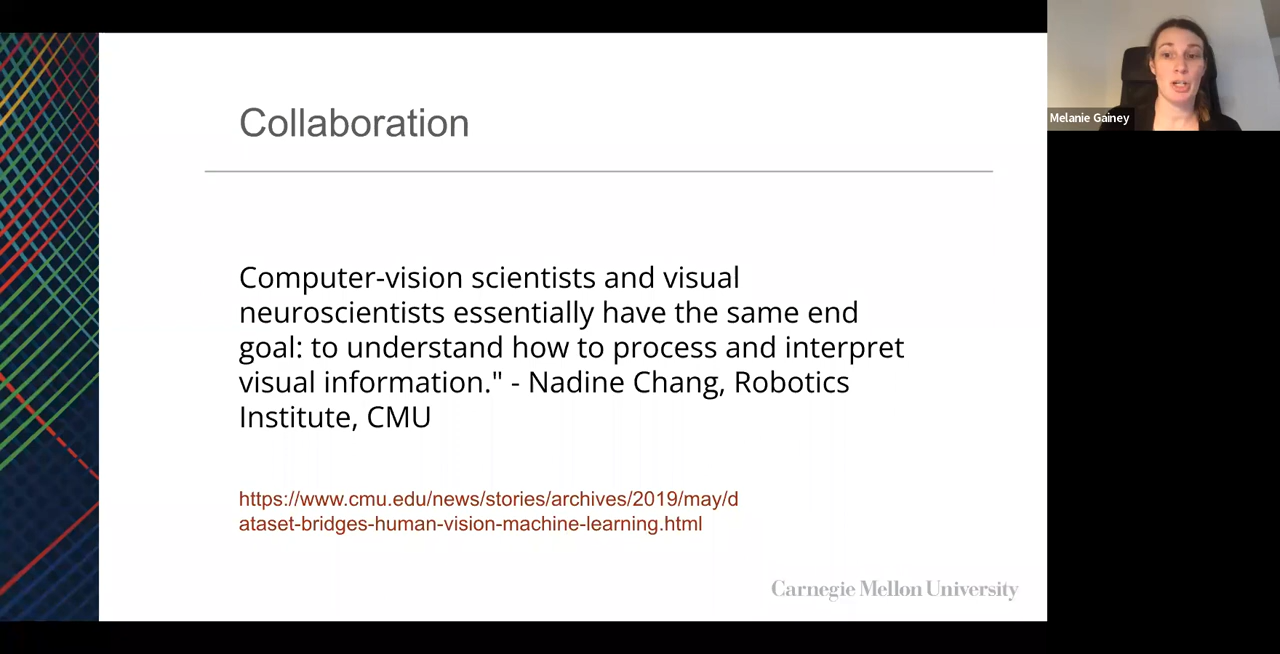 Collaboration
Melanie Gainey
Computer-vision scientists and visual
neuroscientists essentially have the same end
goal: to understand how to process and interpret
visual information." - Nadine Chang, Robotics
Institute, CMU
https://www.cmu.edu/news/stories/archives/2019/may/d
ataset-bridges-human-vision-machine-learning.html
Carnegie Mellon University